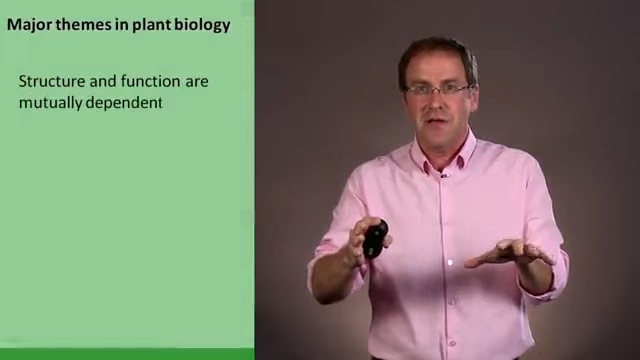 Major themes in plant biology
Structure and function are
mutually dependent